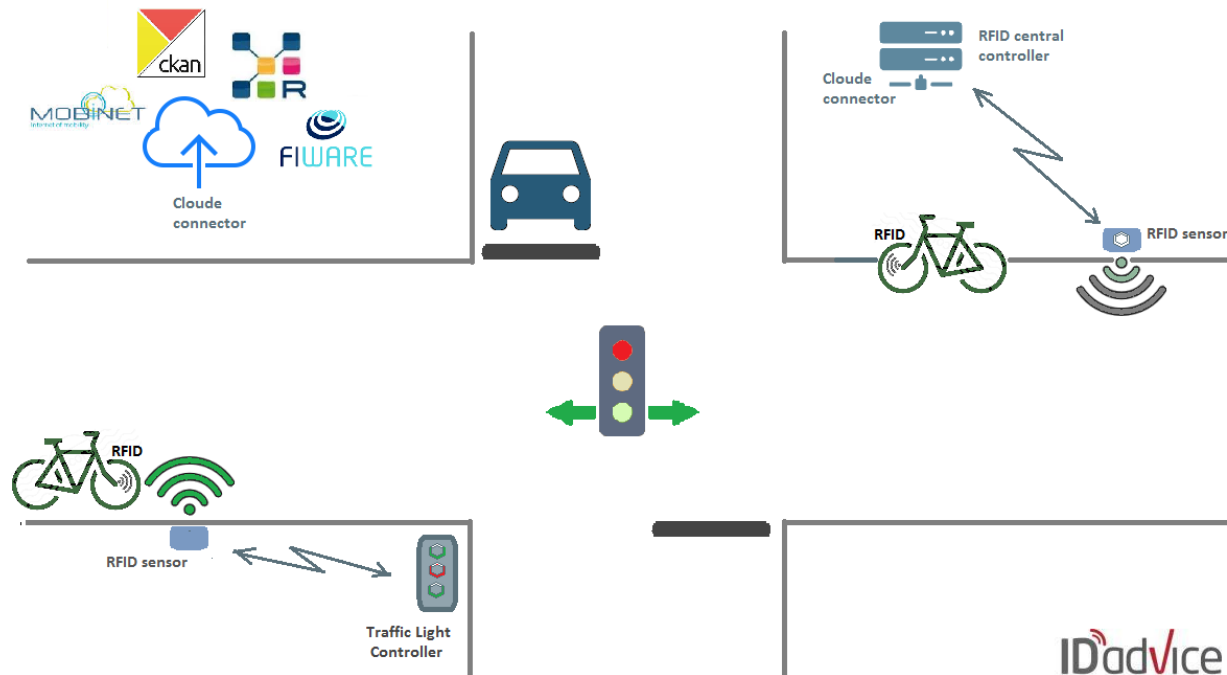 ckan
R
MOBINET
Internet of mobility
FIWARE
Cloude
connector
RFID central
controller
Cloude
connector
RFID
RFID sensor
RFID
RFID sensor
Traffic Light
Controller
IDadvice